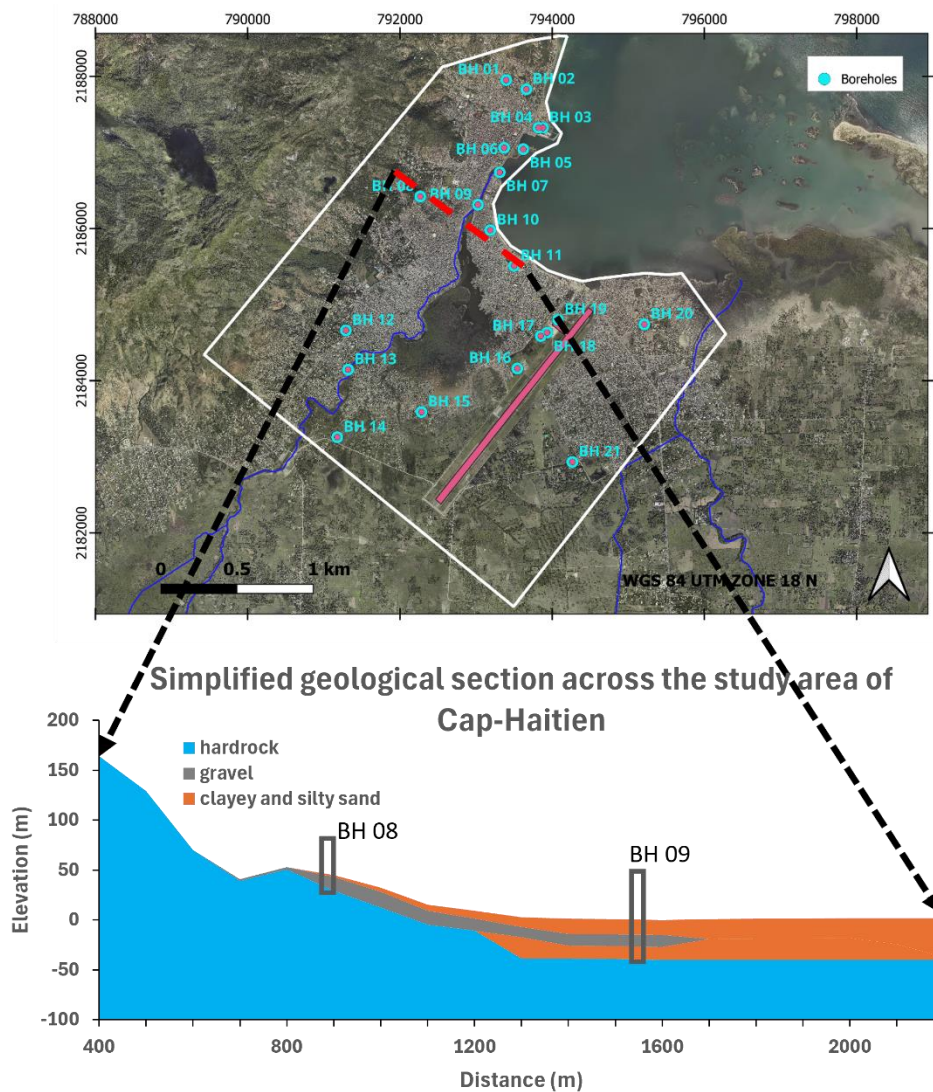 788000 790000 792000 794000 796000 798000
2188000
2186000
2184000
2182000
Boreholes
BH 01
BH 02
BH 04 BH 03
BH 06
BH 05
BH 07
BH 08 BH 09
BH 10
BH 11
BH 12
BH 13
BH 14
BH 15
BH 16
BH 17
BH 18
BH 19
BH 20
BH 21
0 0.5 1 km
WGS 84 UTM ZONE 18 N
Simplified geological section across the study area of
Cap-Haitien
hardrock
gravel
clayey and silty sand
BH 08
BH 09
Elevation (m)
200
150
100
50
0
-50
-100
400 800 1200 1600 2000
Distance (m)